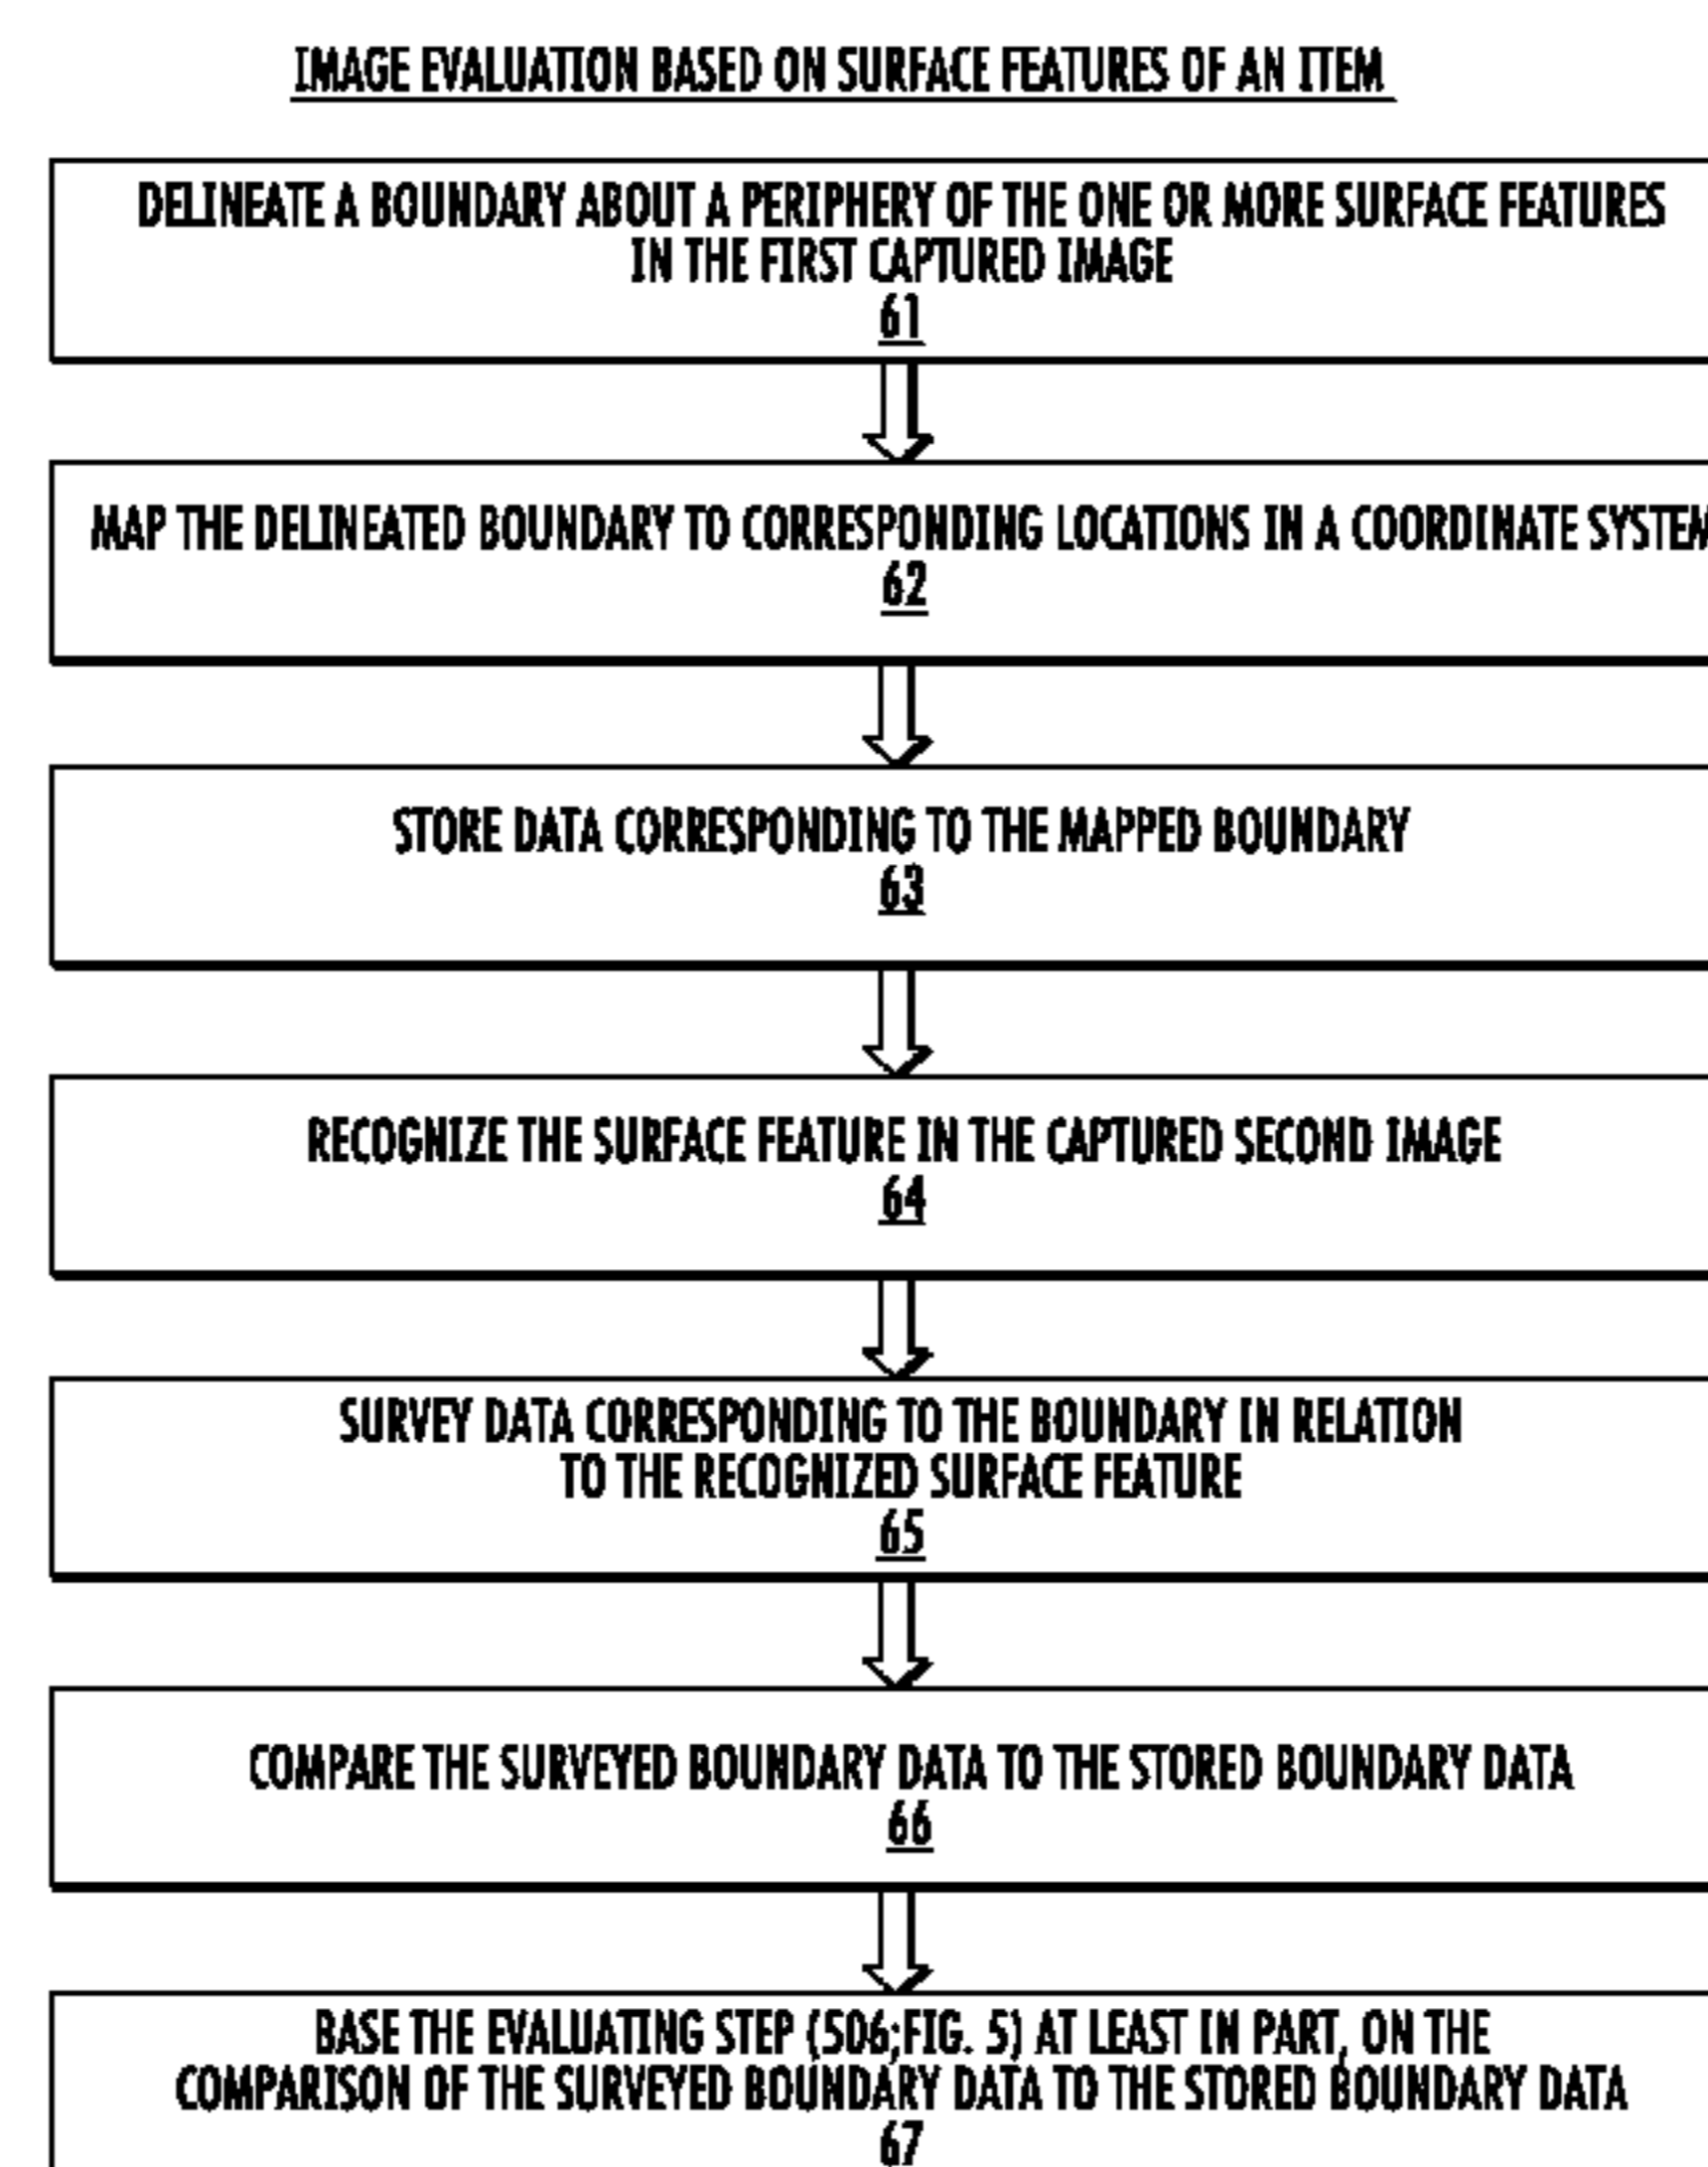 IMAGE EVALUATION BASED ON SURFACE FEATURES OF AN ITEM
DELINEATE A BOUNDARY ABOUT A PERIPHERY OF THE ONE OR MORE SURFACE FEATURES
IN THE FIRST CAPTURED IMAGE
61
MAP THE DELINEATED BOUNDARY TO CORRESPONDING LOCATIONS IN A COORDINATE SYSTEM
62
STORE DATA CORRESPONDING TO THE MAPPED BOUNDARY
63
RECOGNIZE THE SURFACE FEATURE IN THE CAPTURED SECOND IMAGE
64
SURVEY DATA CORRESPONDING TO THE BOUNDARY IN RELATION
TO THE RECOGNIZED SURFACE FEATURE
65
COMPARE THE SURVEYED BOUNDARY DATA TO THE STORED BOUNDARY DATA
66
BASE THE EVALUATING STEP (506;FIG. 5) AT LEAST IN PART, ON THE
COMPARISON OF THE SURVEYED BOUNDARY DATA TO THE STORED BOUNDARY DATA
67